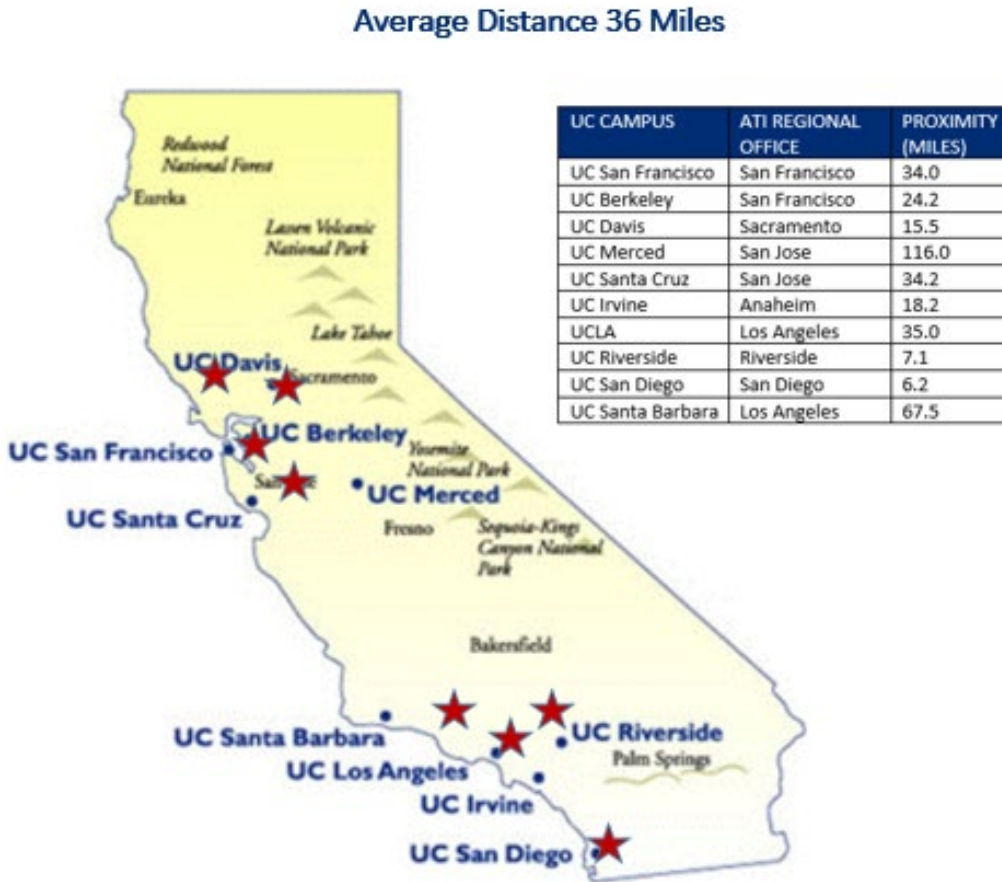 Average Distance 36 Miles
UC CAMPUS ATI REGIONAL OFFICE PROXIMITY (MILES)
UC San Francisco San Francisco 34.0
UC Berkeley San Francisco 24.2
UC Davis Sacramento 15.5
UC Merced San Jose 116.0
UC Santa Cruz San Jose 34.2
UC Irvine Anaheim 18.2
UCLA Los Angeles 35.0
UC Riverside Riverside 7.1
UC San Diego San Diego 6.2
UC Santa Barbara Los Angeles 67.5
Redwood
National Forest
Eureka
Lassen Volcanic
National Park
Lake Tahoe
UC Davis
Sacramento
UC Berkeley
UC San Francisco
Yosemite
National Park
UC Merced
UC Santa Cruz
Fresno
Sequoia-Kings
Canyon National
Park
Bakersfield
UC Santa Barbara
UC Riverside
Palm Springs
UC Los Angeles
UC Irvine
UC San Diego